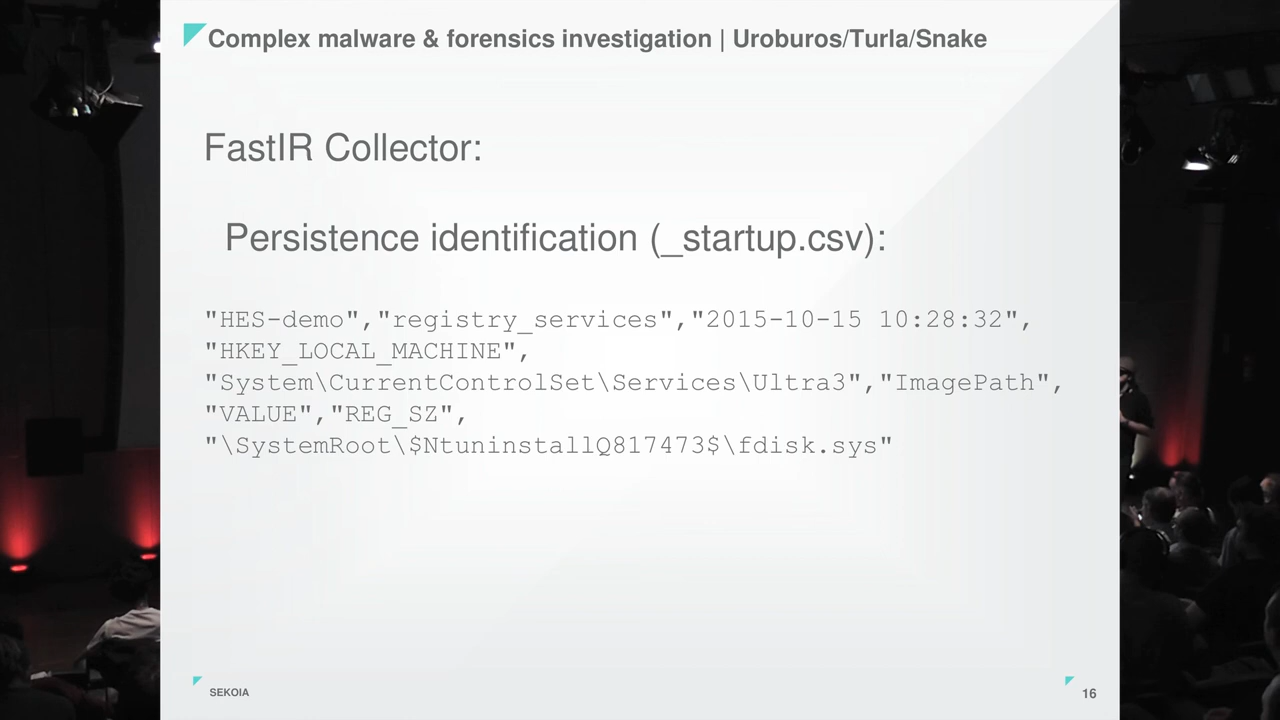 Complex malware & forensics investigation | Uroburos/Turla/Snake
FastIR Collector:
Persistence identification (_startup.csv):
"HES-demo","registry_services","2015-10-15 10:28:32",
"HKEY_LOCAL_MACHINE",
"System\CurrentControlSet\Services\Ultra3","ImagePath",
"VALUE","REG_SZ",
"\SystemRoot\$NtuninstallQ817473$\fdisk.sys"
SEKOIA
16